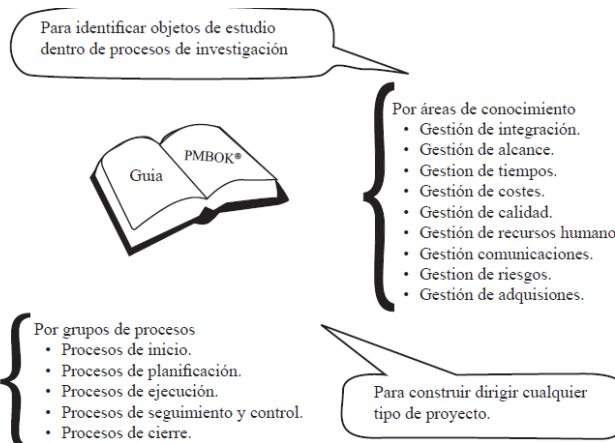 Para identificar objetos de estudio
dentro de procesos de investigación
Guia
PMBOK®
Por áreas de conocimiento
• Gestión de integración.
• Gestión de alcance.
• Gestion de tiempos.
• Gestión de costes.
• Gestión de calidad.
• Gestión de recursos humano
• Gestión comunicaciones.
• Gestion de riesgos.
• Gestión de adquisiones.
Por grupos de procesos
• Procesos de inicio.
• Procesos de planificación.
• Procesos de ejecución.
• Procesos de seguimiento y control.
• Procesos de cierre.
Para construir dirigir cualquier
tipo de proyecto.